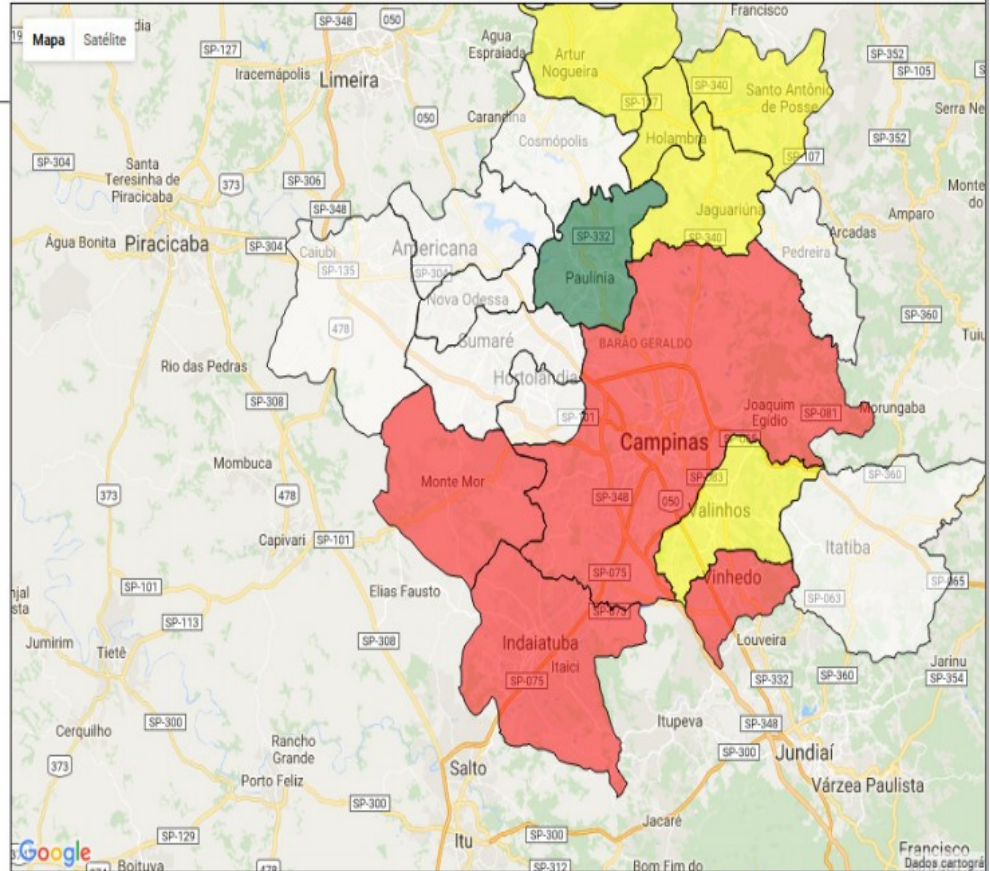 Mapa
Satélite
SP-348
050
Francisco
SP-127
Agua
Espraiada
Artur
Nogueira
SP-352
SP-105
Iracemápolis
Limeira
SP-340
Santo Antônio
de Posse
050
Carandina
Cosmópolis
Holambra
Serra Ne
SP-352
SP-304
Santa
Teresinha de
Piracicaba
373
SP-306
SP-348
Monte
do
Jaguariúna
Amparo
Água Bonita
Piracicaba
SP-304
Caiubi
SP-135
Americana
SP-332
SP-340
Arcadas
Pedreira
Paulínia
Nova Odessa
478
Sumaré
BARÃO GERALDO
SP-360
Rio das Pedras
Hortolândia
SP-308
SP-101
Campinas
Joaquim
Egídio
SP-081
Morungaba
Mombuca
Monte Mor
373
478
SP-348
050
Valinhos
SP-360
Capivari
SP-101
Itatiba
SP-075
Vinhedo
SP-101
Elias Fausto
SP-063
SP-065
SP-113
Jumirim
Tietê
SP-308
Indaiatuba
Itaici
SP-075
Louveira
SP-332
SP-360
Jarinu
SP-354
Cerquilho
SP-300
Itupeva
SP-348
373
Rancho
Grande
Porto Feliz
Salto
SP-300
Jundiaí
Várzea Paulista
SP-300
Jacaré
SP-129
Itu
SP-300
Google
Boituva
478
SP-312
Bom Fim do
Francisco
Dados cartográ